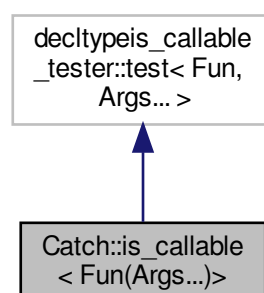 decltypeis_callable
_tester::test< Fun,
Args... >
Catch::is_callable
< Fun(Args...)>